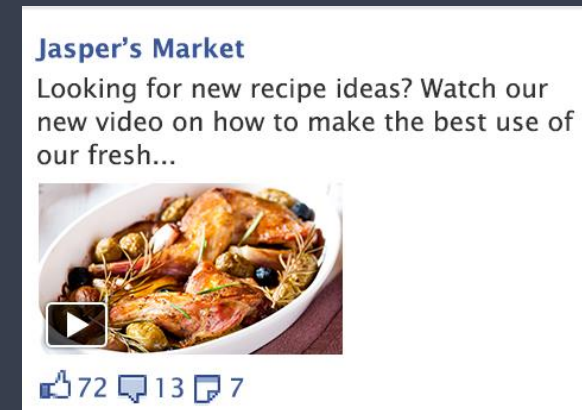 Jasper's Market
Looking for new recipe ideas? Watch our
new video on how to make the best use of
our fresh...
72 13 7